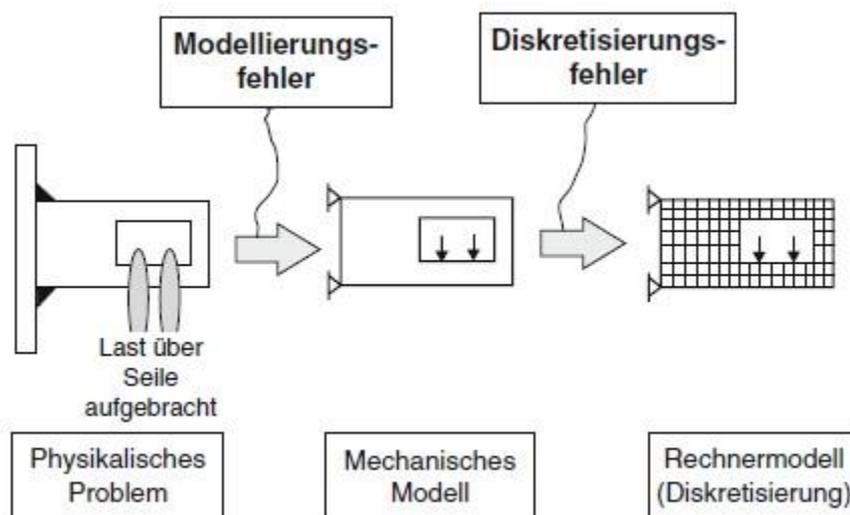 Modellierungs-
fehler
Diskretisierungs-
fehler
Last über
Seile
aufgebracht
Physikalisches
Problem
Mechanisches
Modell
Rechnermodell
(Diskretisierung)